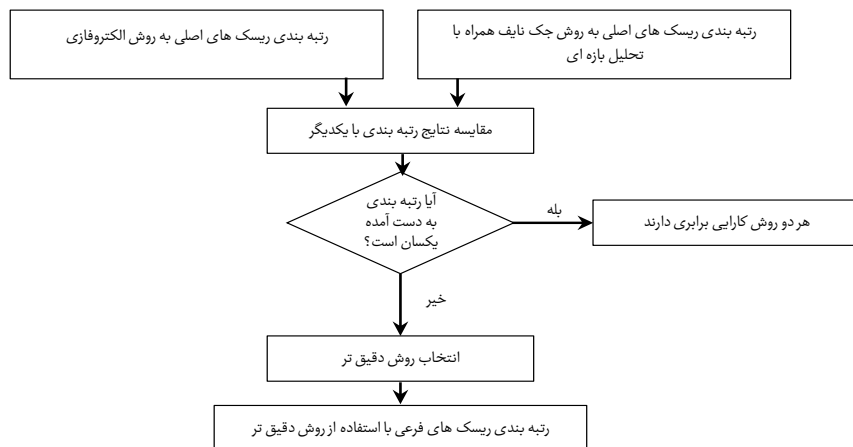 رتبه بندی ریسک های اصلی به روش جک نایف همراه با
تحلیل بازه ای
رتبه بندی ریسک های اصلی به روش الکتروفازی
مقایسه نتایج رتبه بندی با یکدیگر
آیا رتبه بندی
به دست آمده
یکسان است؟
بله
هر دو روش کارایی برابری دارند
خیر
انتخاب روش دقیق تر
رتبه بندی ریسک های فرعی با استفاده از روش دقیق تر